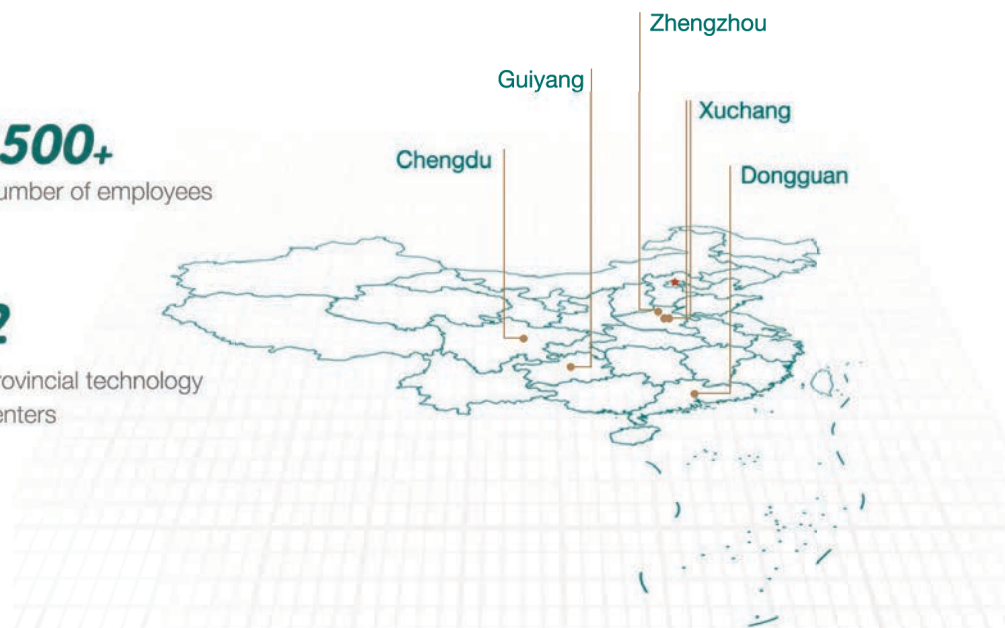 Zhengzhou
Guiyang
Xuchang
500+
umber of employees
Chengdu
Dongguan
2
rovincial technology
enters